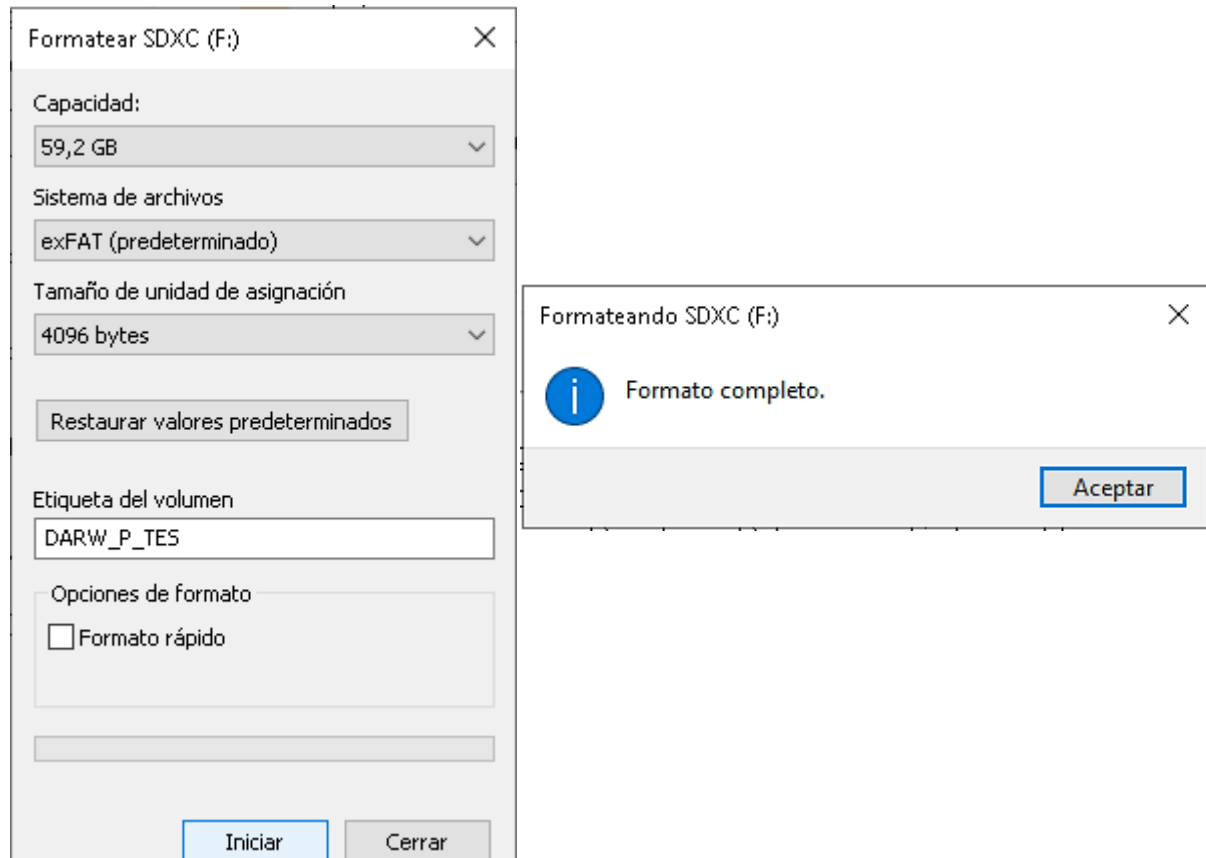 Formatear SDXC (F:)
Capacidad:
59,2 GB
Sistema de archivos
exFAT (predeterminado)
Tamaño de unidad de asignación
4096 bytes
Restaurar valores predeterminados
Etiqueta del volumen
DARW_P_TES
Opciones de formato
Formato rápido
Iniciar
Cerrar
Formateando SDXC (F:)
Formato completo.
Aceptar